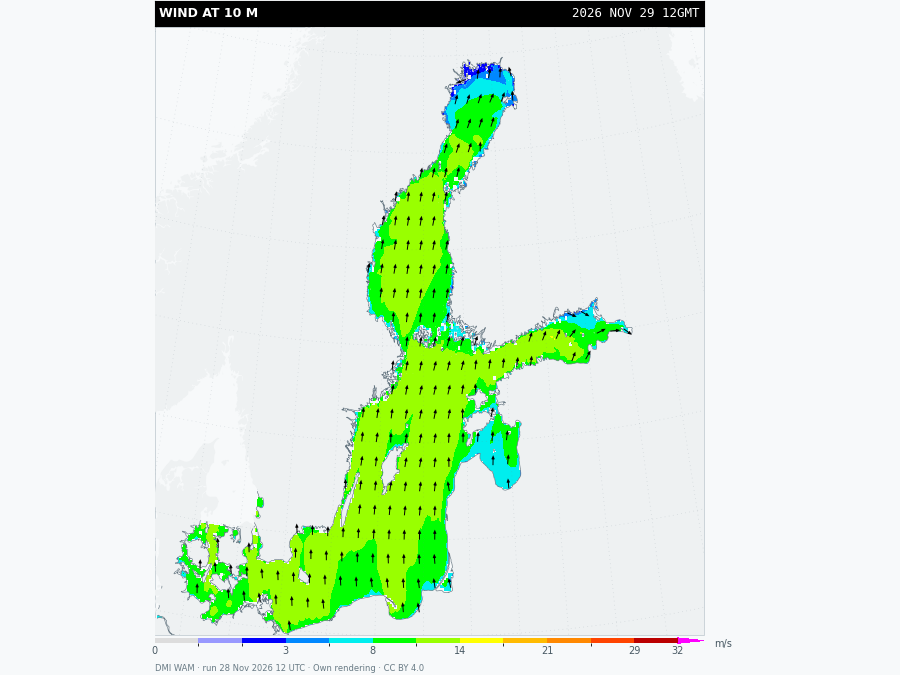 WIND AT 10 M 2026 NOV 29 12GMT
0 3 8 14 21 29 32 m/s
DMI WAM · run 28 Nov 2026 12 UTC · Own rendering · CC BY 4.0